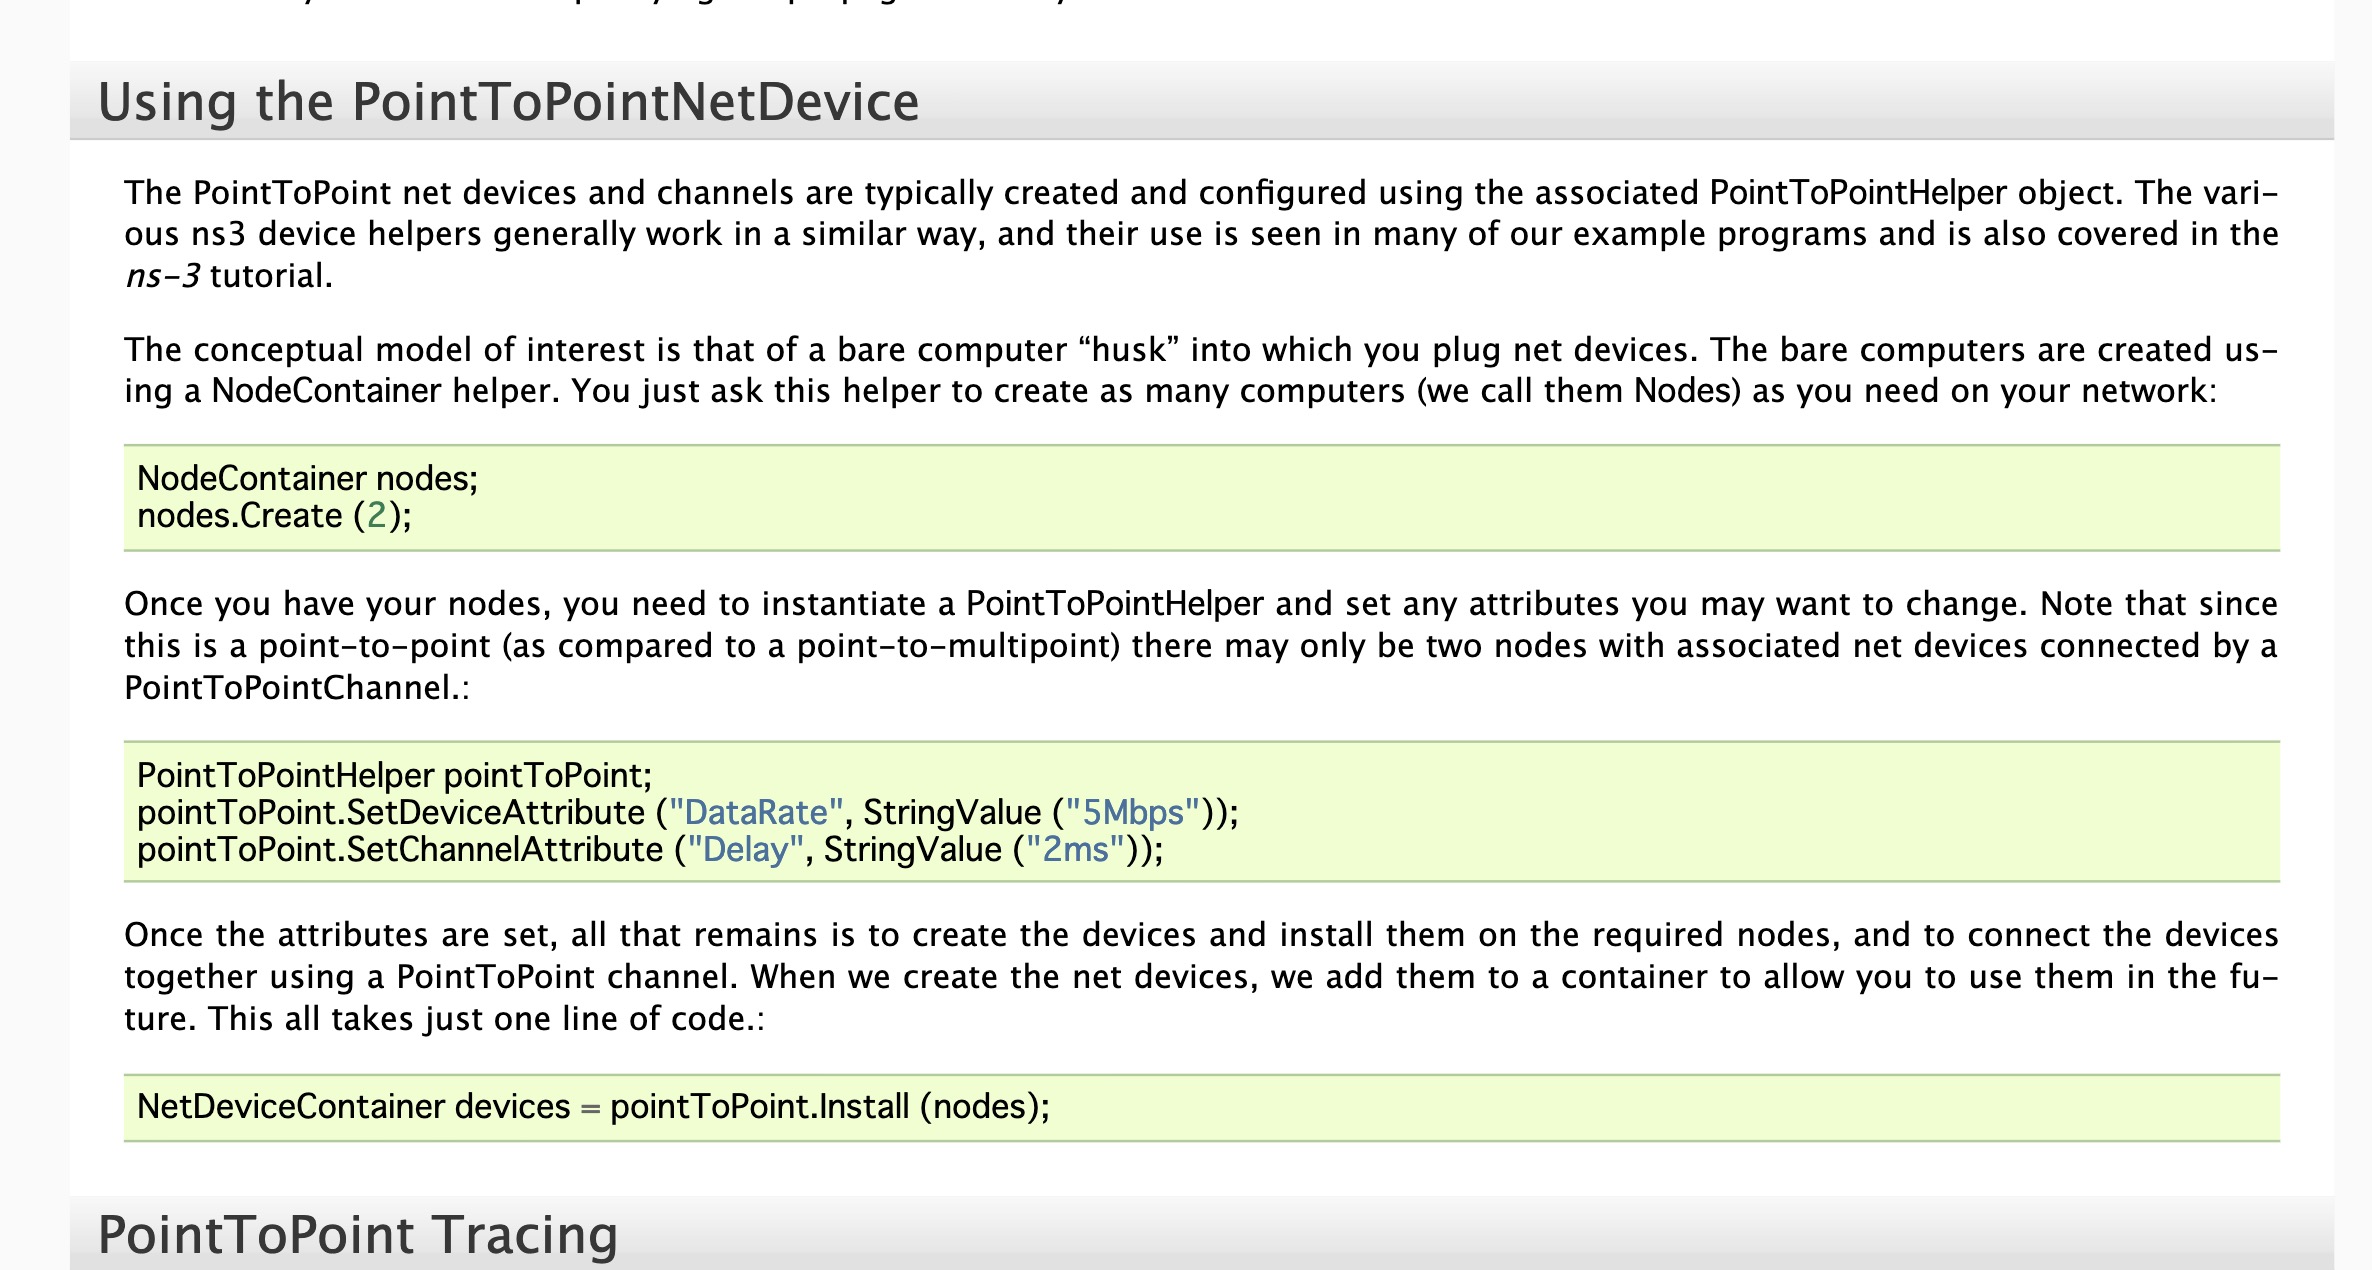 Using the PointToPointNetDevice
The PointToPoint net devices and channels are typically created and configured using the associated PointToPointHelper object. The vari-
ous ns3 device helpers generally work in a similar way, and their use is seen in many of our example programs and is also covered in the
ns-3 tutorial.
The conceptual model of interest is that of a bare computer “husk” into which you plug net devices. The bare computers are created us-
ing a NodeContainer helper. You just ask this helper to create as many computers (we call them Nodes) as you need on your network:
NodeContainer nodes;
nodes.Create (2);
Once you have your nodes, you need to instantiate a PointToPointHelper and set any attributes you may want to change. Note that since
this is a point-to-point (as compared to a point-to-multipoint) there may only be two nodes with associated net devices connected by a
PointToPointChannel.:
PointToPointHelper pointToPoint;
pointToPoint.SetDeviceAttribute ("DataRate", StringValue ("5Mbps"));
pointToPoint.SetChannelAttribute ("Delay", StringValue ("2ms"));
Once the attributes are set, all that remains is to create the devices and install them on the required nodes, and to connect the devices
together using a PointToPoint channel. When we create the net devices, we add them to a container to allow you to use them in the fu-
ture. This all takes just one line of code.:
NetDeviceContainer devices = pointToPoint.Install (nodes);
PointToPoint Tracing